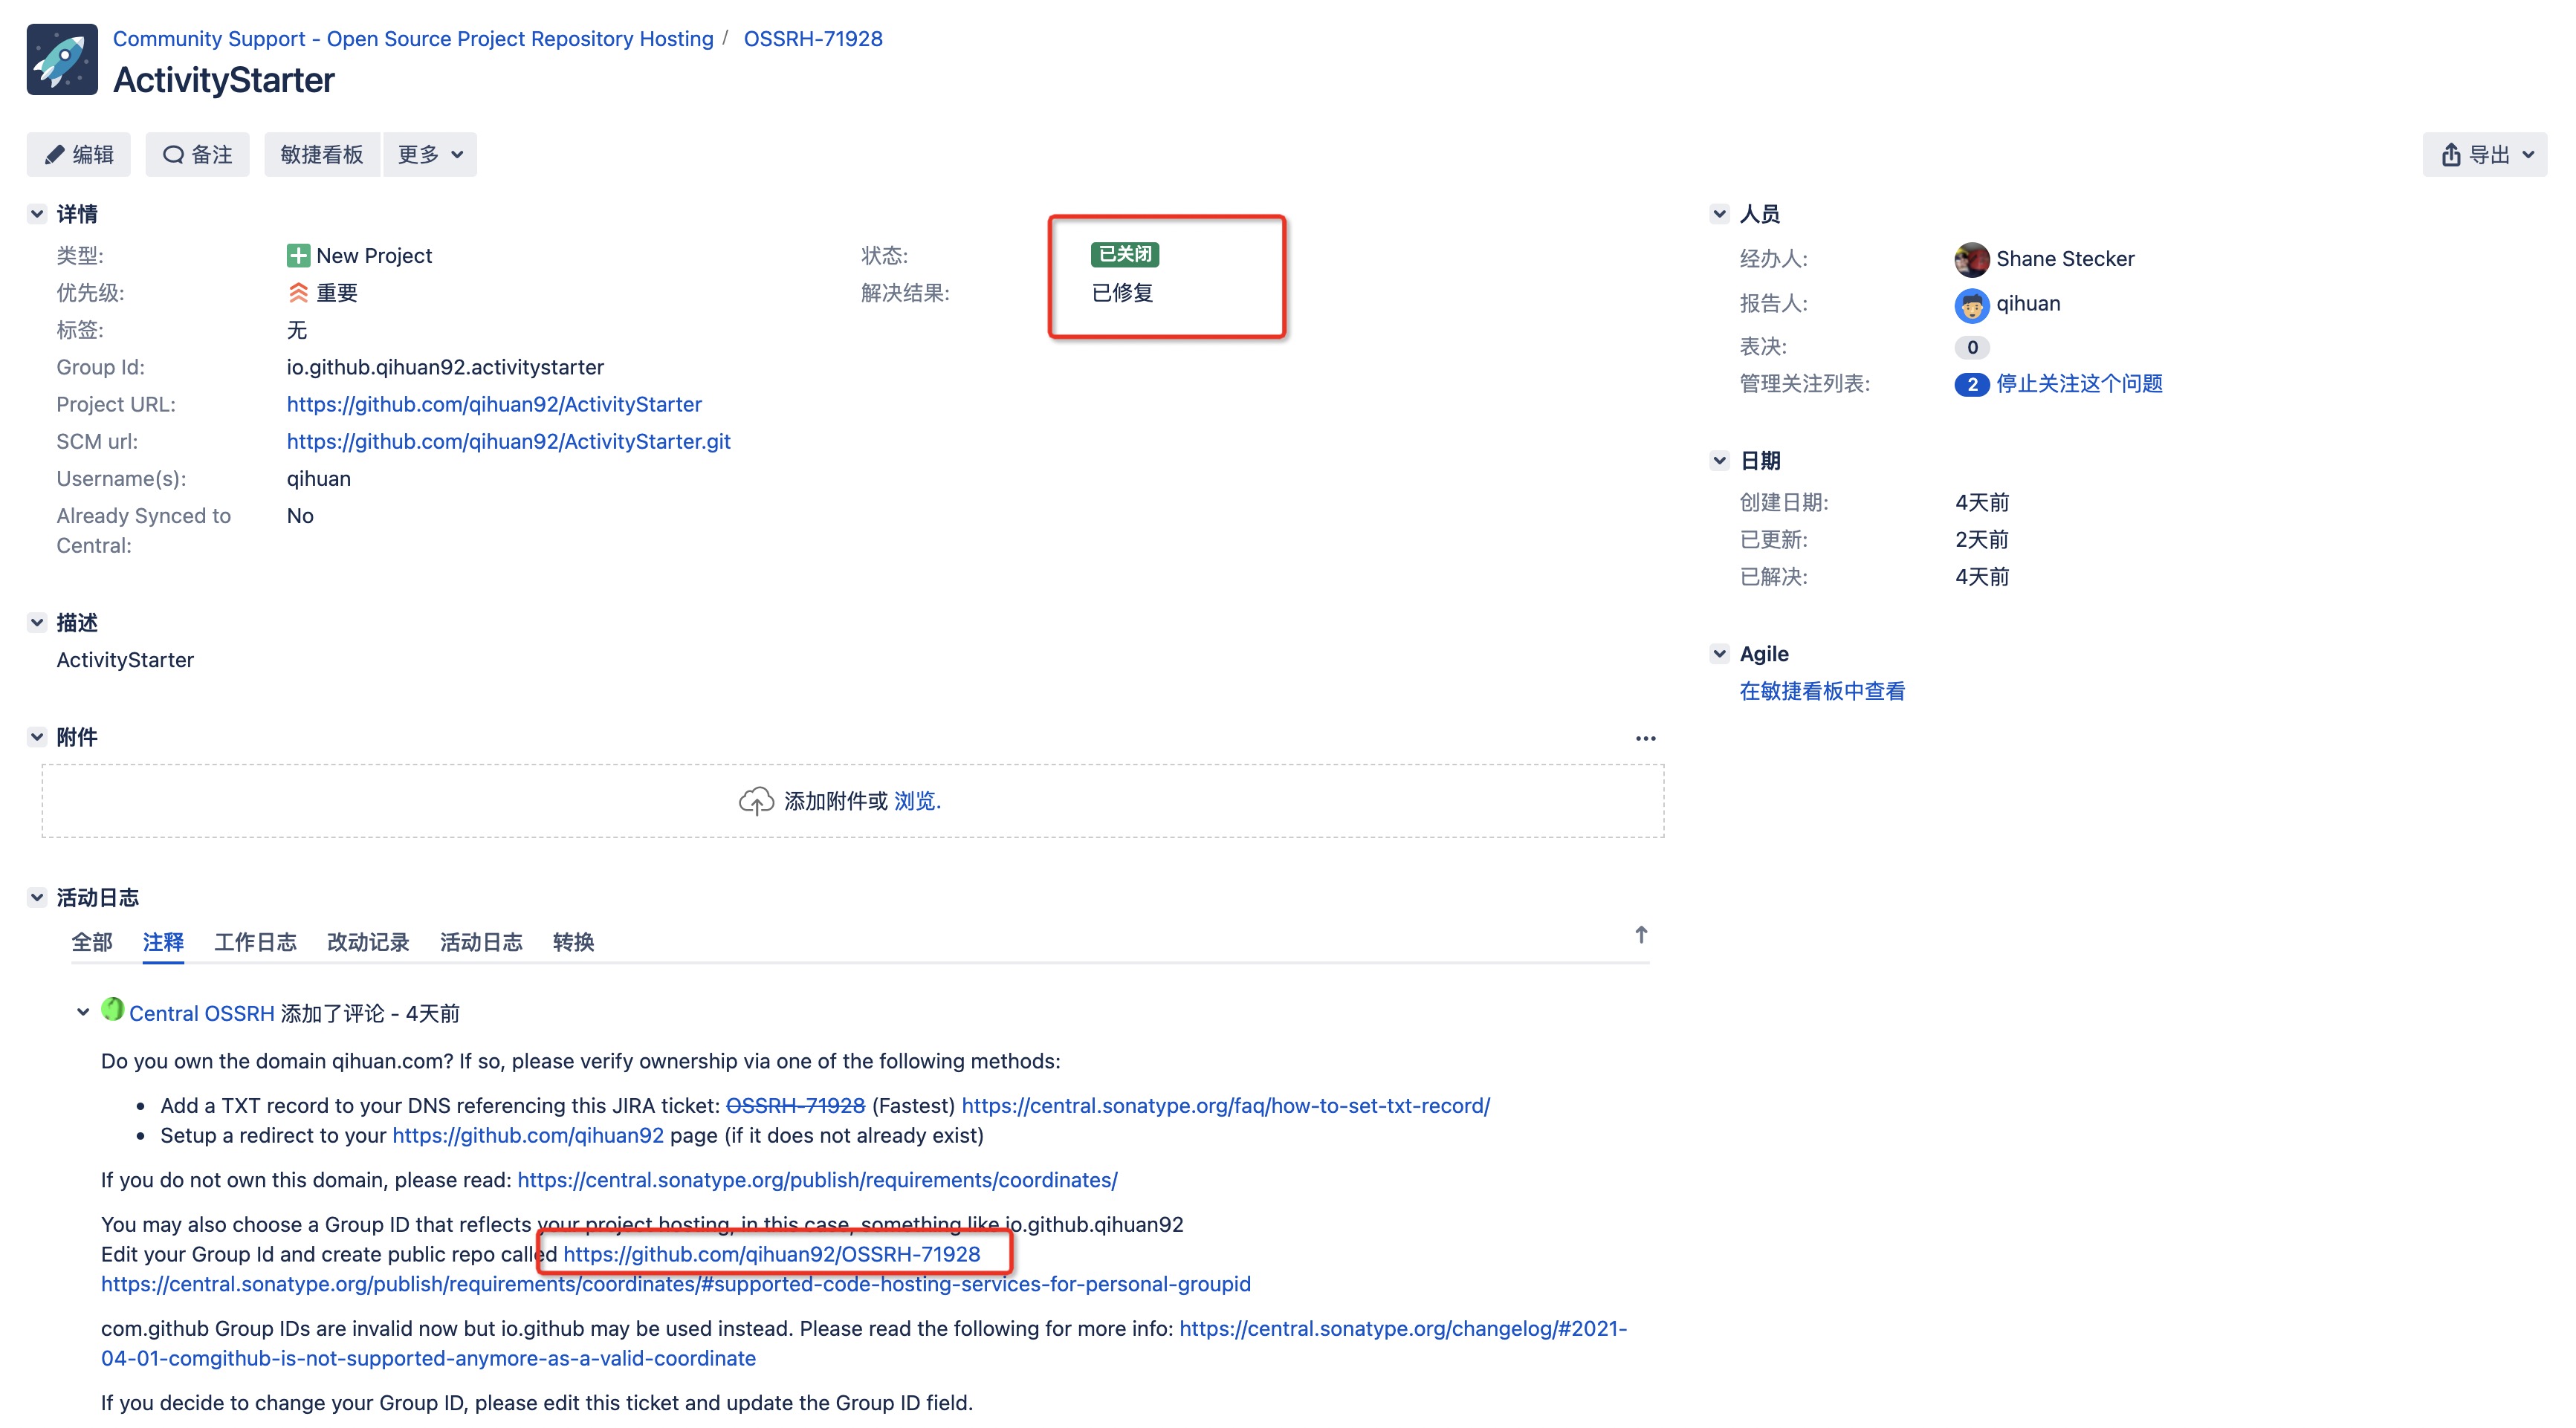 Community Support - Open Source Project Repository Hosting / OSSRH-71928
ActivityStarter
编辑 备注 敏捷看板 更多 导出
详情
类型: New Project 状态: 已关闭
优先级: 重要 解决结果: 已修复
标签: 无
Group Id: io.github.qihuan92.activitystarter
Project URL: https://github.com/qihuan92/ActivityStarter
SCM url: https://github.com/qihuan92/ActivityStarter.git
Username(s): qihuan
Already Synced to No
Central:
描述
ActivityStarter
附件
添加附件或 浏览.
活动日志
全部 注释 工作日志 改动记录 活动日志 转换
Central OSSRH 添加了评论 - 4天前
Do you own the domain qihuan.com? If so, please verify ownership via one of the following methods:
• Add a TXT record to your DNS referencing this JIRA ticket: OSSRH-71928 (Fastest) https://central.sonatype.org/faq/how-to-set-txt-record/
• Setup a redirect to your https://github.com/qihuan92 page (if it does not already exist)
If you do not own this domain, please read: https://central.sonatype.org/publish/requirements/coordinates/
You may also choose a Group ID that reflects your project hosting, in this case, something like io.github.qihuan92
Edit your Group Id and create public repo called https://github.com/qihuan92/OSSRH-71928
https://central.sonatype.org/publish/requirements/coordinates/#supported-code-hosting-services-for-personal-groupid
com.github Group IDs are invalid now but io.github may be used instead. Please read the following for more info: https://central.sonatype.org/changelog/#2021-
04-01-comgithub-is-not-supported-anymore-as-a-valid-coordinate
If you decide to change your Group ID, please edit this ticket and update the Group ID field.
人员
经办人: Shane Stecker
报告人: qihuan
表决: 0
管理关注列表: 2 停止关注这个问题
日期
创建日期: 4天前
已更新: 2天前
已解决: 4天前
Agile
在敏捷看板中查看